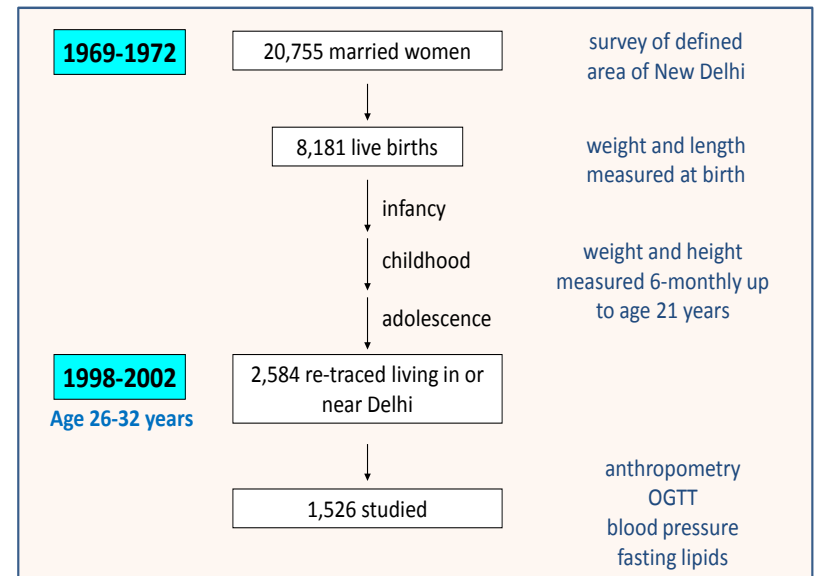 1969-1972
20,755 married women
survey of defined
area of New Delhi
8,181 live births
weight and length
measured at birth
infancy
childhood
weight and height
measured 6-monthly up
to age 21 years
adolescence
1998-2002
Age 26-32 years
2,584 re-traced living in or
near Delhi
1,526 studied
anthropometry
OGTT
blood pressure
fasting lipids